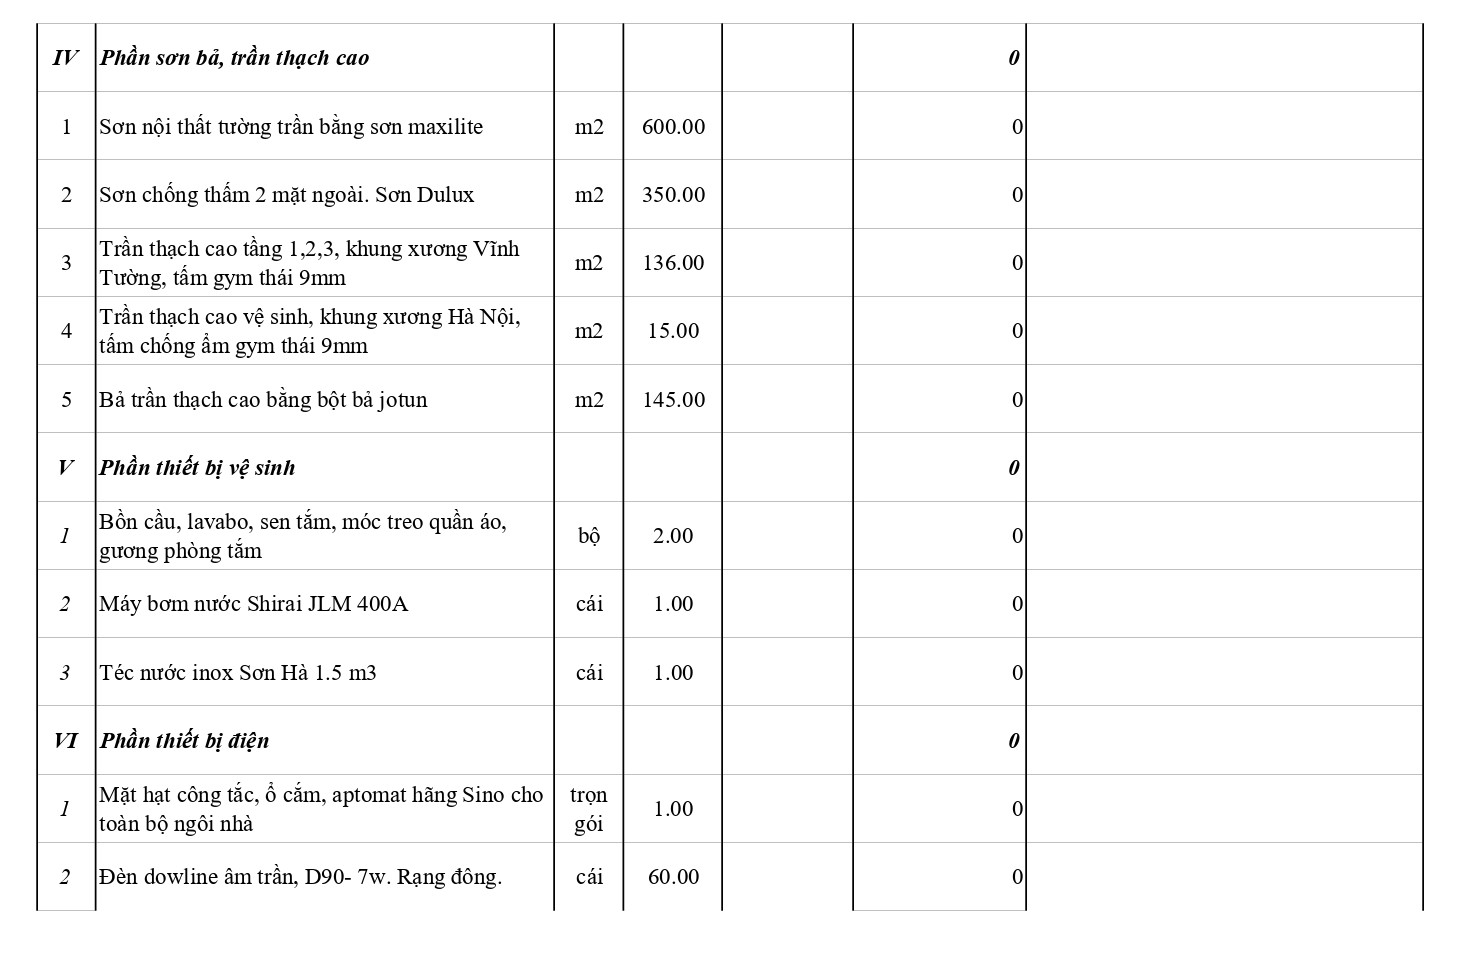 IV Phần sơn bả, trần thạch cao 0
1 Sơn nội thất tường trần bằng sơn maxilite m2 600.00 0
2 Sơn chống thấm 2 mặt ngoài. Sơn Dulux m2 350.00 0
Trần thạch cao tầng 1,2,3, khung xương Vĩnh
3 m2 136.00 0
Tường, tấm gym thái 9mm
Trần thạch cao vệ sinh, khung xương Hà Nội,
4 m2 15.00 0
tấm chống ẩm gym thái 9mm
5 Bả trần thạch cao bằng bột bả jotun m2 145.00 0
V Phần thiết bị vệ sinh 0
Bồn cầu, lavabo, sen tắm, móc treo quần áo,
1 bộ 2.00 0
gương phòng tắm
2 Máy bơm nước Shirai JLM 400A cái 1.00 0
3 Téc nước inox Sơn Hà 1.5 m3 cái 1.00 0
VI Phần thiết bị điện 0
Mặt hạt công tắc, ổ cắm, aptomat hãng Sino cho trọn
1 1.00 0
toàn bộ ngôi nhà gói
2 Đèn dowline âm trần, D90- 7w. Rạng đông. cái 60.00 0